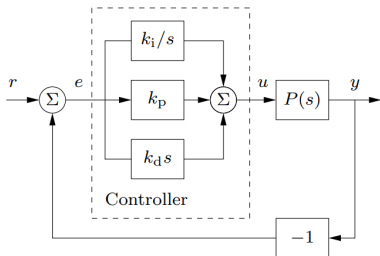 k_i/s
r Σ e k_p Σ u P(s) y
k_d s
Controller
−1